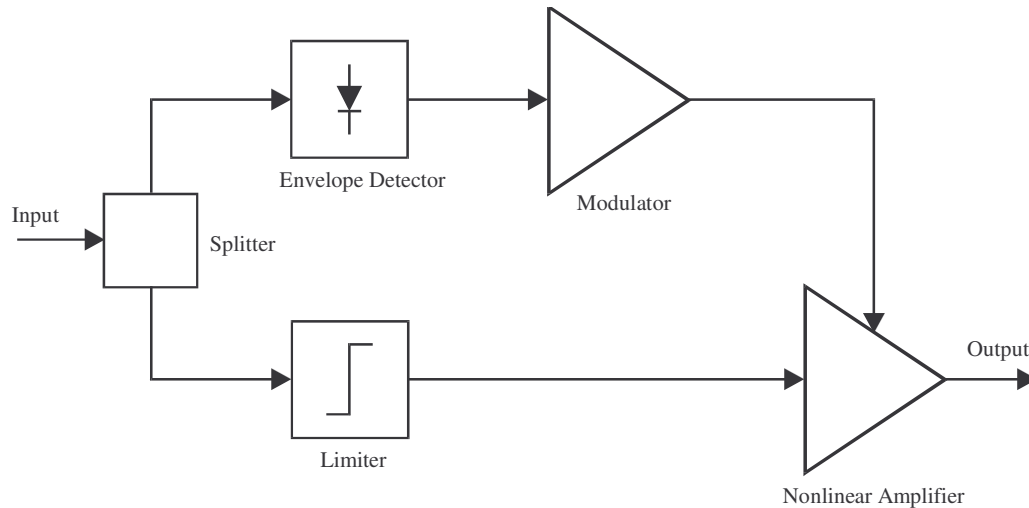 Envelope Detector
Modulator
Input
Splitter
Output
Limiter
Nonlinear Amplifier